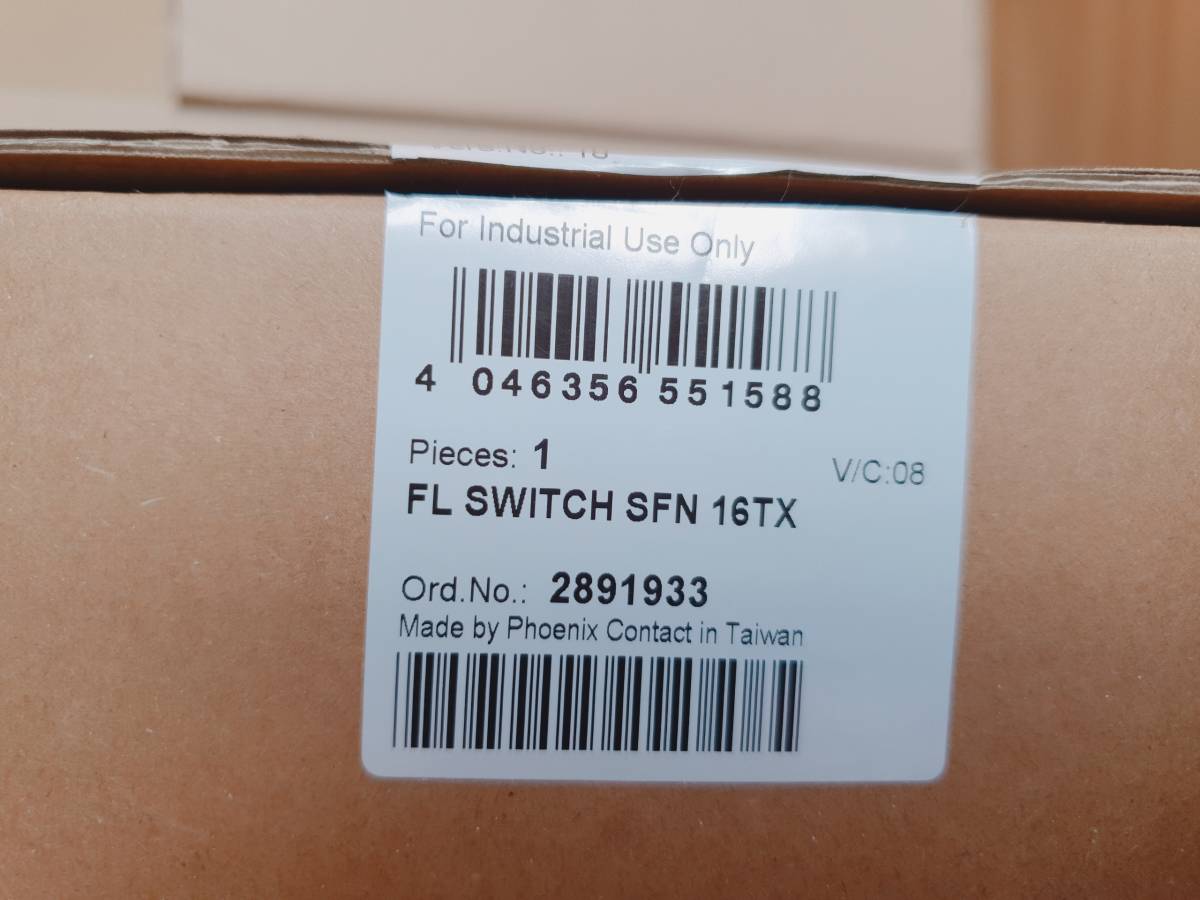 For Industrial Use Only
4 046356 551588
Pieces: 1
V/C:08
FL SWITCH SFN 16TX
Ord.No.: 2891933
Made by Phoenix Contact in Taiwan